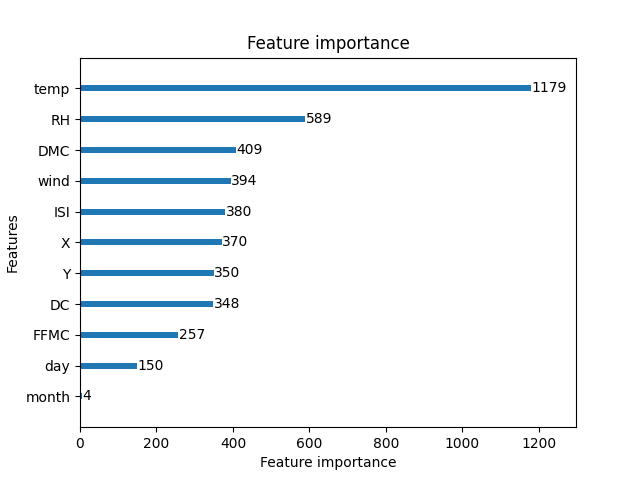 Feature importance
temp 1179
RH 589
DMC 409
wind 394
ISI 380
X 370
Y 350
DC 348
FFMC 257
day 150
month 4
0 200 400 600 800 1000 1200
Feature importance
Features